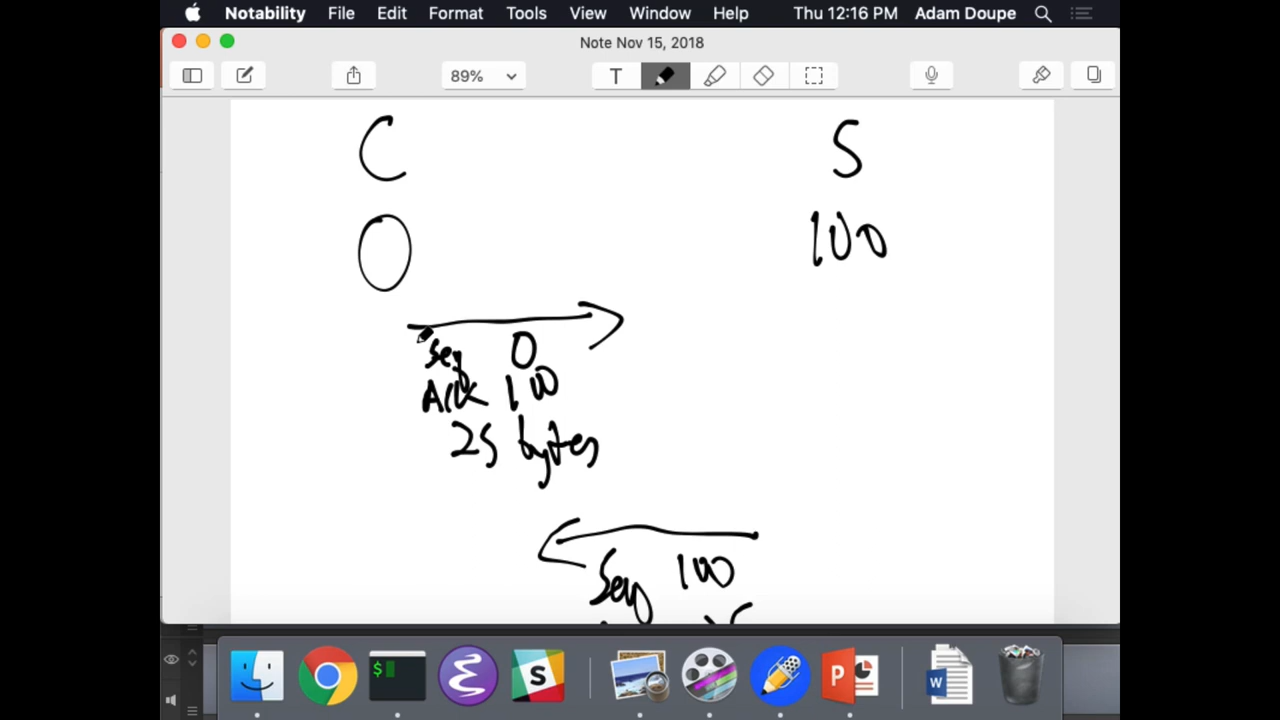 Notability File Edit Format Tools View Window Help Thu 12:16 PM Adam Doupe
Note Nov 15, 2018
89% T
C S
0 100
Seq 0
Ack 100
25 bytes
Seq 100
$
S
P W